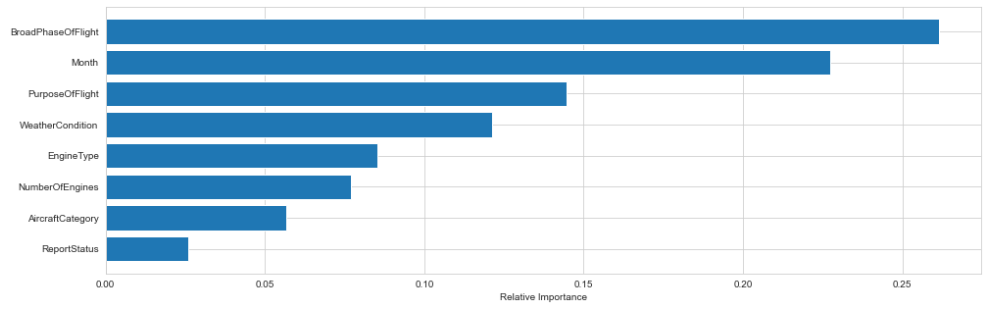 BroadPhaseOfFlight
Month
PurposeOfFlight
WeatherCondition
EngineType
NumberOfEngines
AircraftCategory
ReportStatus
0.00 0.05 0.10 0.15 0.20 0.25
Relative Importance